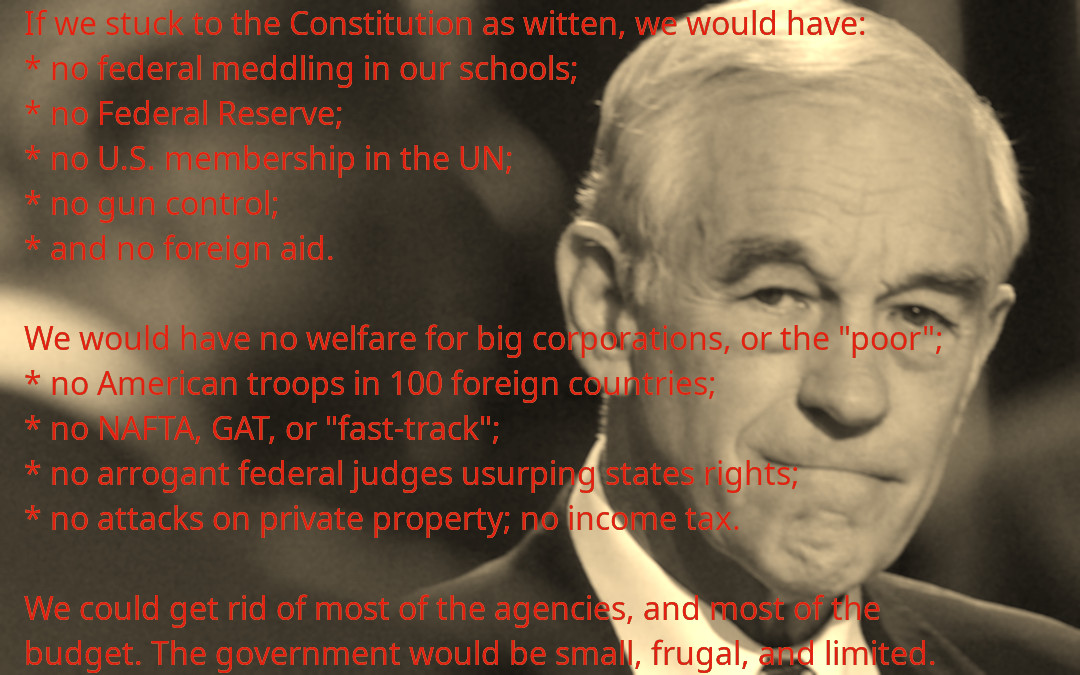 If we stuck to the Constitution as witten, we would have:
* no federal meddling in our schools;
* no Federal Reserve;
* no U.S. membership in the UN;
* no gun control;
* and no foreign aid.
We would have no welfare for big corporations, or the "poor";
* no American troops in 100 foreign countries;
* no NAFTA, GAT, or "fast-track";
* no arrogant federal judges usurping states rights;
* no attacks on private property; no income tax.
We could get rid of most of the agencies, and most of the
budget. The government would be small, frugal, and limited.